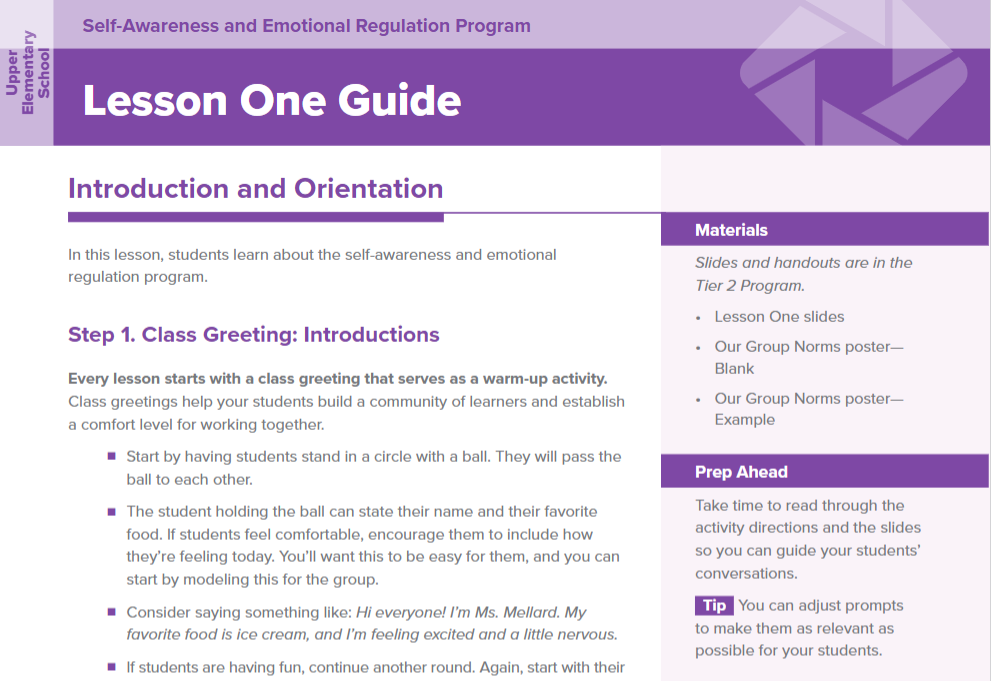 Upper
Elementary
School
Self-Awareness and Emotional Regulation Program
Lesson One Guide
Introduction and Orientation
In this lesson, students learn about the self-awareness and emotional
regulation program.
Step 1. Class Greeting: Introductions
Every lesson starts with a class greeting that serves as a warm-up activity.
Class greetings help your students build a community of learners and establish
a comfort level for working together.
■ Start by having students stand in a circle with a ball. They will pass the
ball to each other.
■ The student holding the ball can state their name and their favorite
food. If students feel comfortable, encourage them to include how
they’re feeling today. You’ll want this to be easy for them, and you can
start by modeling this for the group.
■ Consider saying something like: Hi everyone! I’m Ms. Mellard. My
favorite food is ice cream, and I’m feeling excited and a little nervous.
■ If students are having fun, continue another round. Again, start with their
Materials
Slides and handouts are in the
Tier 2 Program.
• Lesson One slides
• Our Group Norms poster—
Blank
• Our Group Norms poster—
Example
Prep Ahead
Take time to read through the
activity directions and the slides
so you can guide your students’
conversations.
Tip You can adjust prompts
to make them as relevant as
possible for your students.